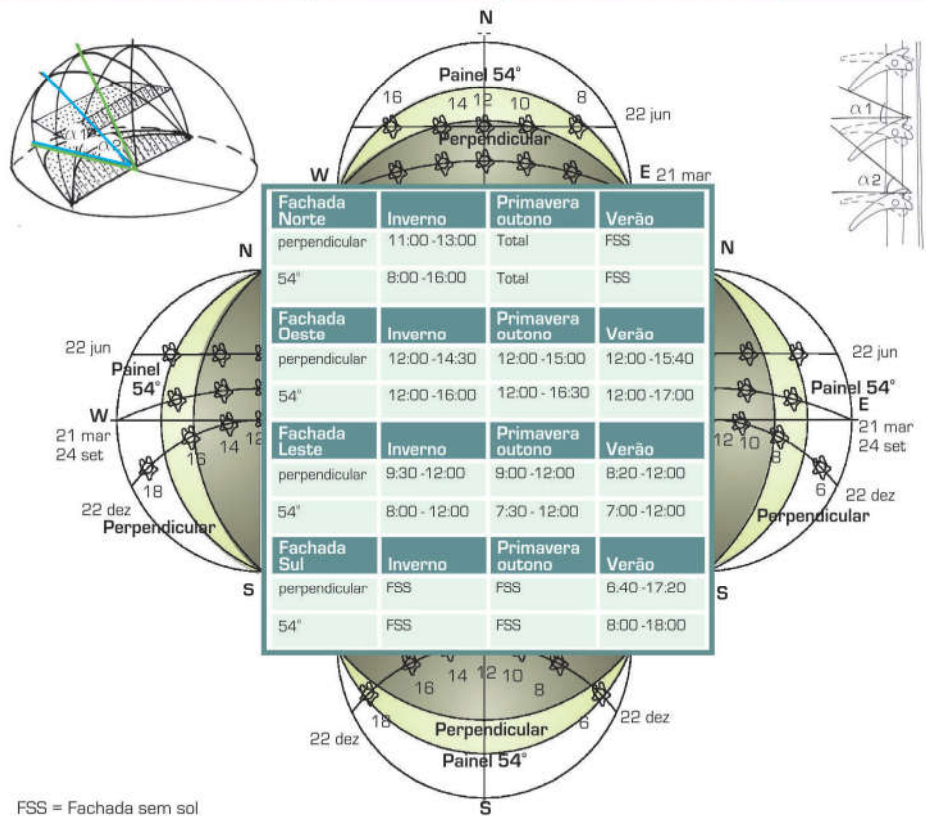 N
Painel 54°
16 14 12 10 8
22 jun
Perpendicular
W
E 21 mar
α1
α2
α1
α2
Fachada Norte | Inverno | Primavera outono | Verão
perpendicular | 11:00 -13:00 | Total | FSS
54° | 8:00 -16:00 | Total | FSS
Fachada Oeste | Inverno | Primavera outono | Verão
perpendicular | 12:00 -14:30 | 12:00 -15:00 | 12:00 -15:40
54° | 12:00 -16:00 | 12:00 - 16:30 | 12:00 -17:00
Fachada Leste | Inverno | Primavera outono | Verão
perpendicular | 9:30 -12:00 | 9:00 -12:00 | 8:20 -12:00
54° | 8:00 - 12:00 | 7:30 - 12:00 | 7:00 -12:00
Fachada Sul | Inverno | Primavera outono | Verão
perpendicular | FSS | FSS | 6:40 -17:20
54° | FSS | FSS | 8:00 -18:00
N
22 jun
Painel
54°
W
21 mar
24 set
18 16 14 12
22 dez
Perpendicular
S
N
22 jun
Painel 54°
E
21 mar
24 set
12 10 8 6
22 dez
Perpendicular
S
18 16 14 12 10 8 6
22 dez
22 dez
Perpendicular
Painel 54°
S
FSS = Fachada sem sol